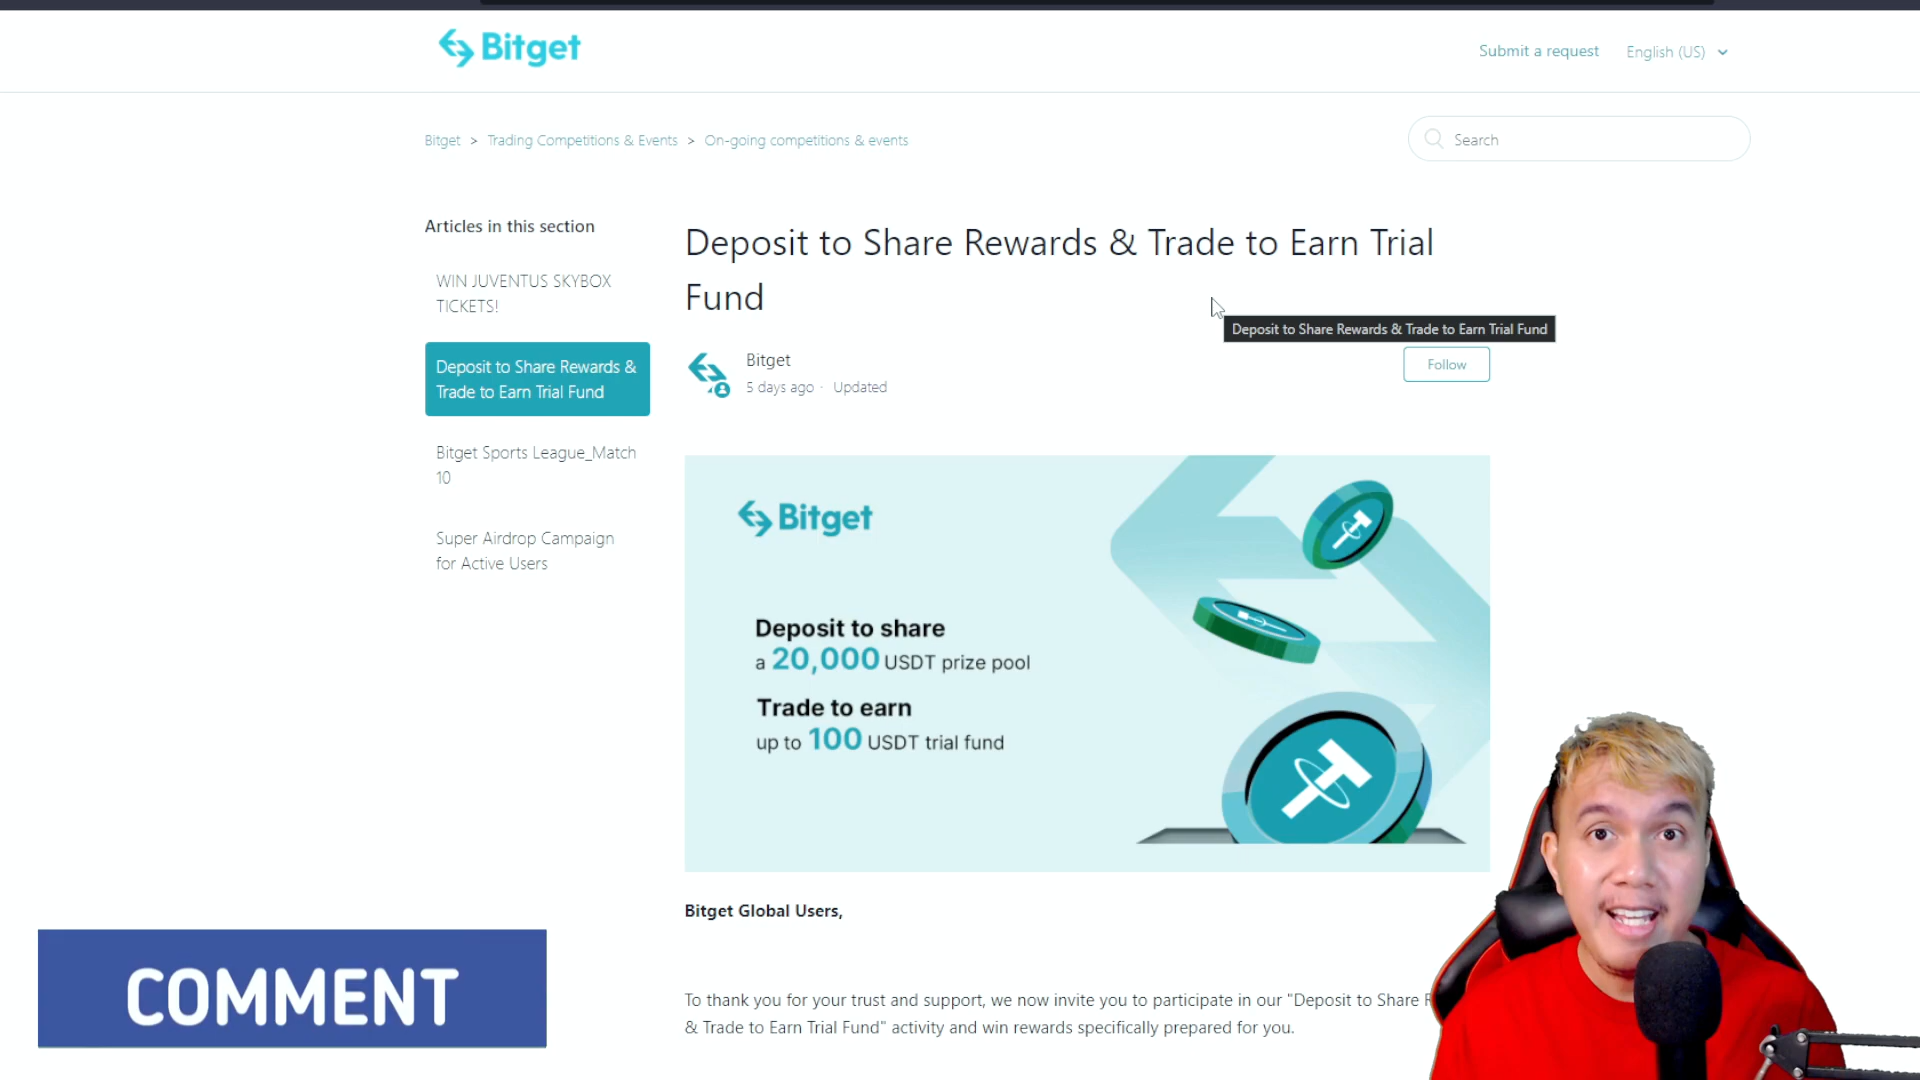 Bitget
Submit a request
English (US)
Bitget > Trading Competitions & Events > On-going competitions & events
Search
Articles in this section
WIN JUVENTUS SKYBOX
TICKETS!
Deposit to Share Rewards &
Trade to Earn Trial Fund
Bitget Sports League_Match
10
Super Airdrop Campaign
for Active Users
Deposit to Share Rewards & Trade to Earn Trial
Fund
Deposit to Share Rewards & Trade to Earn Trial Fund
Bitget
5 days ago · Updated
Follow
Bitget
Deposit to share
a 20,000 USDT prize pool
Trade to earn
up to 100 USDT trial fund
Bitget Global Users,
To thank you for your trust and support, we now invite you to participate in our "Deposit to Share
& Trade to Earn Trial Fund" activity and win rewards specifically prepared for you.
COMMENT